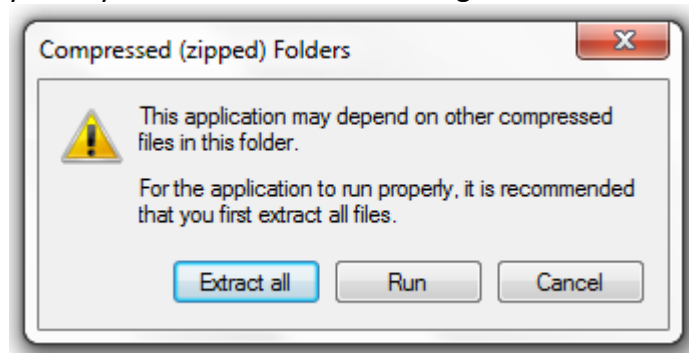 Compressed (zipped) Folders
This application may depend on other compressed
files in this folder.
For the application to run properly, it is recommended
that you first extract all files.
Extract all Run Cancel